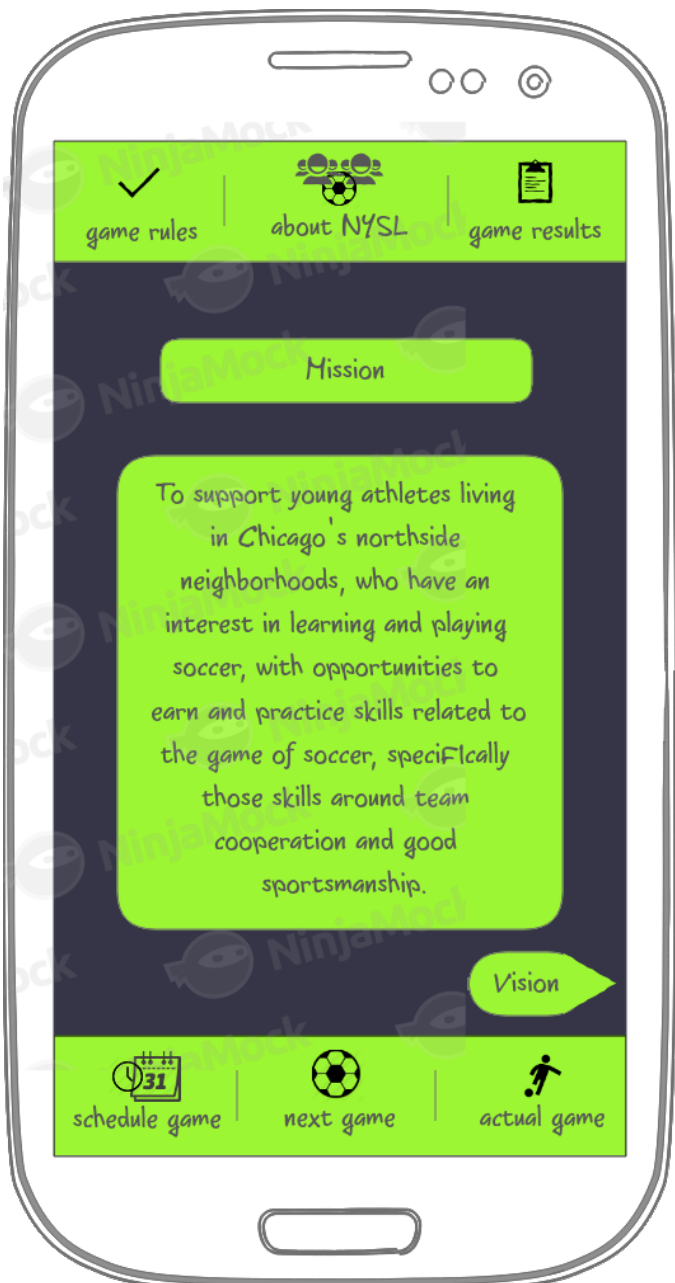 game rules
about NYSL
game results
Mission
To support young athletes living
in Chicago's northside
neighborhoods, who have an
interest in learning and playing
soccer, with opportunities to
earn and practice skills related to
the game of soccer, speciFIcally
those skills around team
cooperation and good
sportsmanship.
Vision
31
schedule game
next game
actual game
NinjaMock